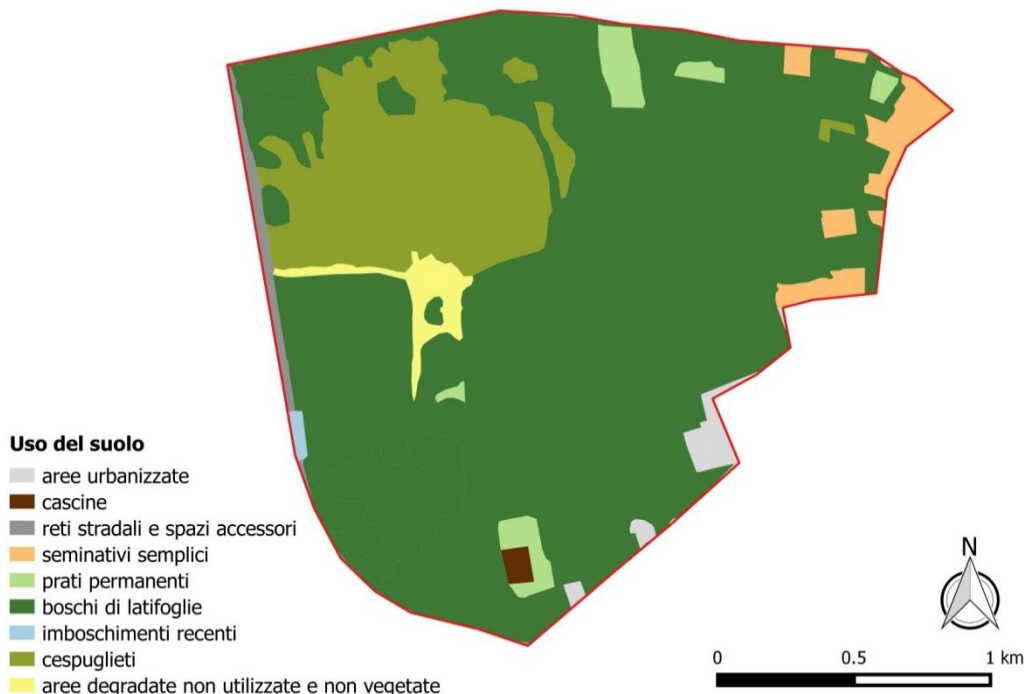 Uso del suolo
aree urbanizzate
cascine
reti stradali e spazi accessori
seminativi semplici
prati permanenti
boschi di latifoglie
imboschimenti recenti
cespuglieti
aree degradate non utilizzate e non vegetate
N
0 0.5 1 km